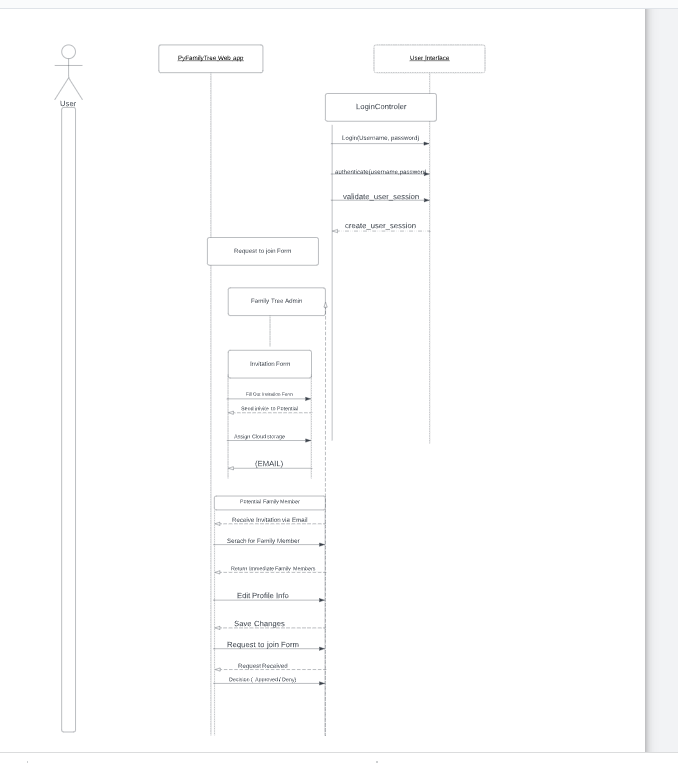 PyFamilyTree Web app
User Interface
User
LoginControler
Login(Username, password)
authenticate(username,password
validate_user_session
create_user_session
Request to join Form
Family Tree Admin
Invitation Form
Fill Out Invitation Form
Send invite to Potential
Assign Cloud storage
(EMAIL)
Potential Family Member
Receive Invitation via Email
Serach for Family Member
Return Immediate Family Members
Edit Profile Info
Save Changes
Request to join Form
Request Received
Decision ( Approved / Deny)